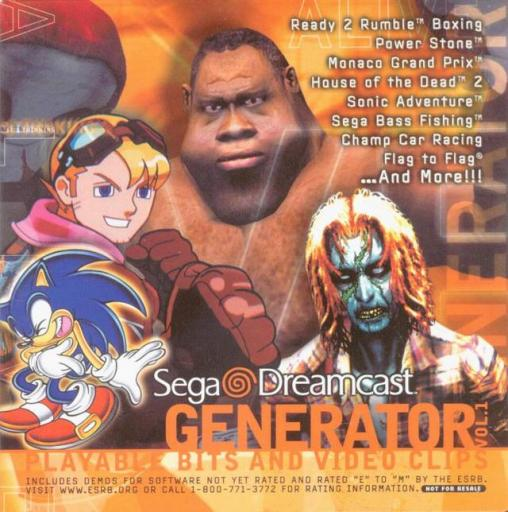 Ready 2 Rumble™ Boxing
Power Stone™
Monaco Grand Prix™
House of the Dead™ 2
Sonic Adventure™
Sega Bass Fishing™
Champ Car Racing
Flag to Flag®
...And More!!!
Sega Dreamcast™
GENERATOR VOL.1
PLAYABLE BITS AND VIDEO CLIPS
INCLUDES DEMOS FOR SOFTWARE NOT YET RATED AND RATED "E" TO "M" BY THE ESRB.
VISIT WWW.ESRB.ORG OR CALL 1-800-771-3772 FOR RATING INFORMATION. NOT FOR RESALE